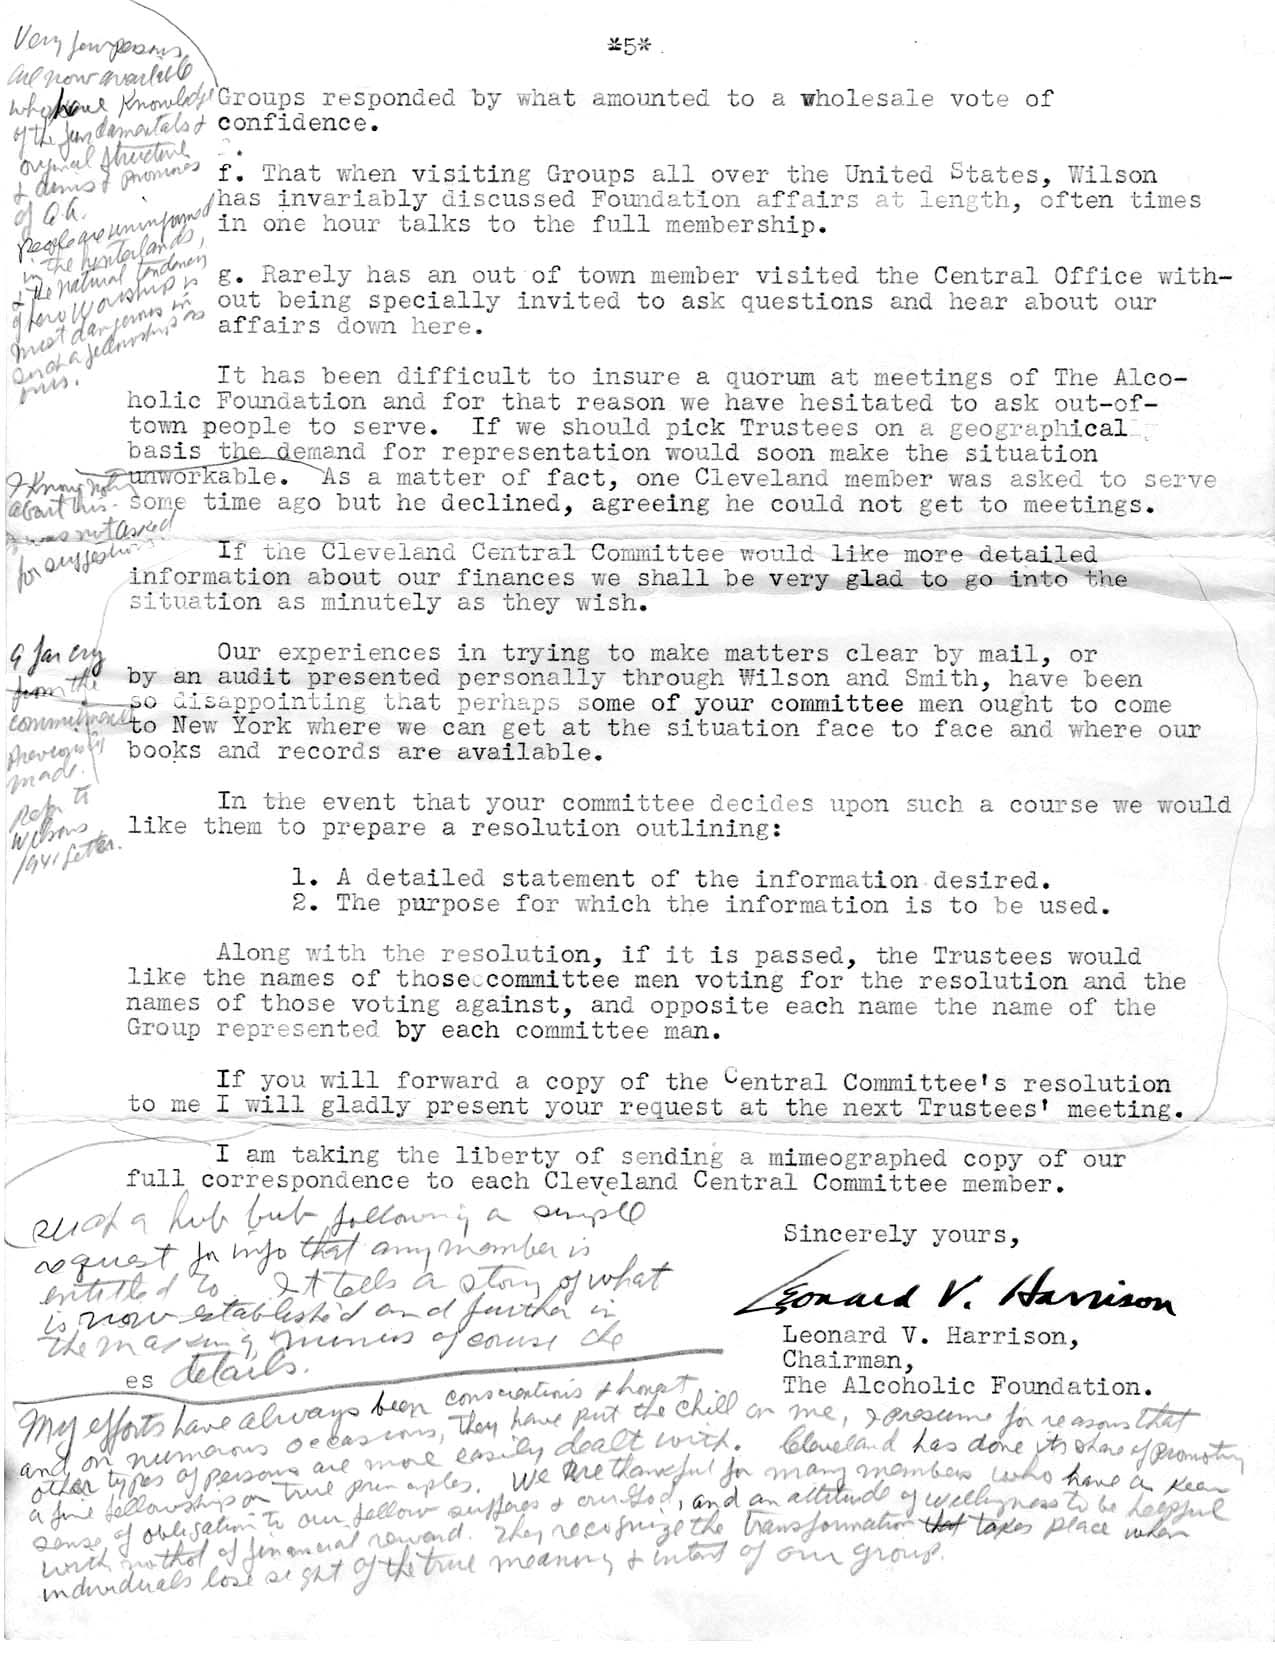 *5*
Very few persons
are now available
who have Knowledge
of the fundamentals &
original structure
& aims & promises
of A.A.
People are uninformed
in the hinterlands,
& the natural tendency
of hero Worship is
most dangerous in
such a fellowship as
ours.
Groups responded by what amounted to a wholesale vote of
confidence.
f. That when visiting Groups all over the United States, Wilson
has invariably discussed Foundation affairs at length, often times
in one hour talks to the full membership.
g. Rarely has an out of town member visited the Central Office with-
out being specially invited to ask questions and hear about our
affairs down here.
It has been difficult to insure a quorum at meetings of The Alco-
holic Foundation and for that reason we have hesitated to ask out-of-
town people to serve. If we should pick Trustees on a geographical
basis the demand for representation would soon make the situation
unworkable. As a matter of fact, one Cleveland member was asked to serve
some time ago but he declined, agreeing he could not get to meetings.
I Know not
about this.
I was not asked
for suggestions.
If the Cleveland Central Committee would like more detailed
information about our finances we shall be very glad to go into the
situation as minutely as they wish.
Our experiences in trying to make matters clear by mail, or
by an audit presented personally through Wilson and Smith, have been
so disappointing that perhaps some of your committee men ought to come
to New York where we can get at the situation face to face and where our
books and records are available.
A far cry
from the
commitments
previously
made.
Refer to
Wilsons
1941 letter.
In the event that your committee decides upon such a course we would
like them to prepare a resolution outlining:
1. A detailed statement of the information desired.
2. The purpose for which the information is to be used.
Along with the resolution, if it is passed, the Trustees would
like the names of those committee men voting for the resolution and the
names of those voting against, and opposite each name the name of the
Group represented by each committee man.
If you will forward a copy of the Central Committee's resolution
to me I will gladly present your request at the next Trustees' meeting.
I am taking the liberty of sending a mimeographed copy of our
full correspondence to each Cleveland Central Committee member.
Sincerely yours,
Leonard V. Harrison
Leonard V. Harrison,
Chairman,
The Alcoholic Foundation.
such a hub bub following a simple
request for info that any member is
entitled to. It tells a story of what
is now established and further in
the making, minus of course the
details.
es
My efforts have always been conscientious & honest
and on numerous occasions, they have put the chill on me, I presume for reasons that
other types of persons are more easily dealt with. Cleveland has done its share of promoting
a fine fellowship on true principles. We are thankful for many members who have a keen
sense of obligation to our fellow sufferers & our God, and an attitude of willingness to be helpful
with no thot of financial reward. They recognize the transformation that takes place when
individuals lose sight of the true meaning & intent of our group.